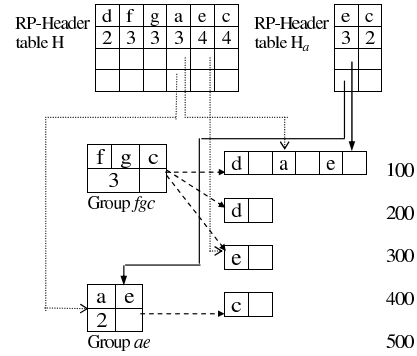 RP-Header
table H
d f g a e c
2 3 3 3 4 4
RP-Header
table Ha
e c
3 2
f g c
3
Group fgc
d a e
100
d
200
e
300
a e
2
Group ae
c
400
500